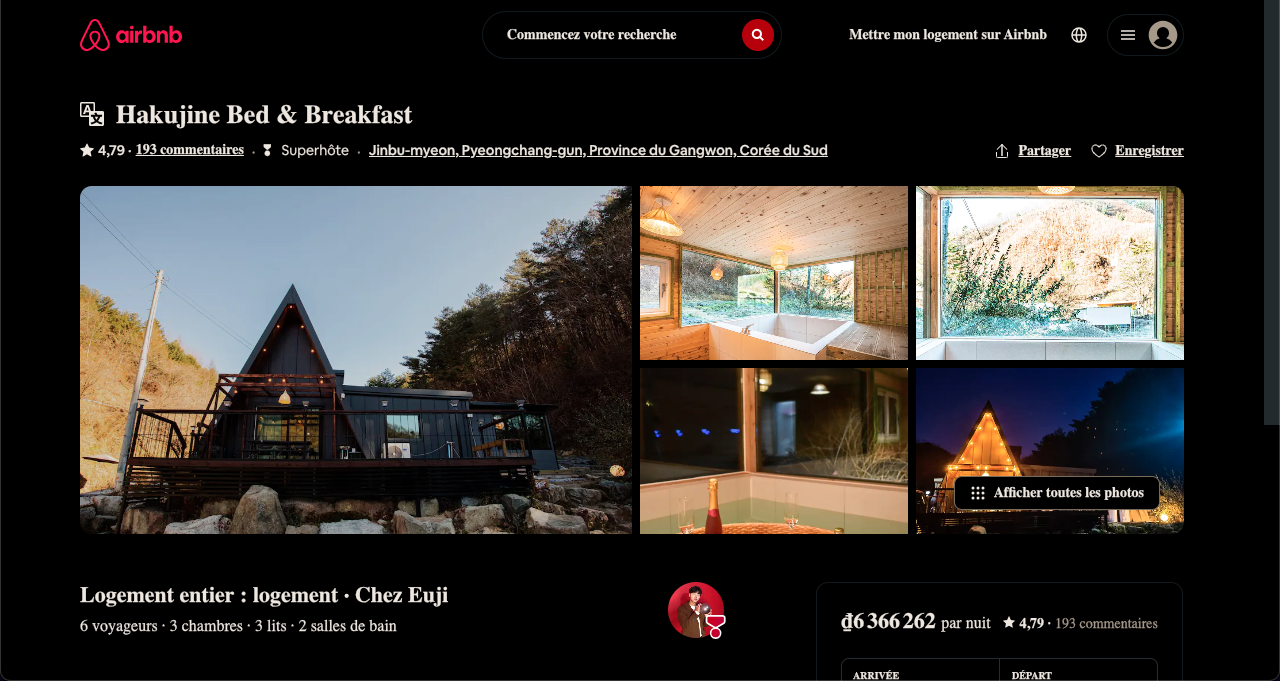 airbnb
Commencez votre recherche
Mettre mon logement sur Airbnb
Hakujine Bed & Breakfast
4,79 · 193 commentaires · Superhôte · Jinbu-myeon, Pyeongchang-gun, Province du Gangwon, Corée du Sud
Partager
Enregistrer
Afficher toutes les photos
Logement entier : logement · Chez Euji
6 voyageurs · 3 chambres · 3 lits · 2 salles de bain
₫6 366 262 par nuit
4,79 · 193 commentaires
ARRIVÉE
DÉPART